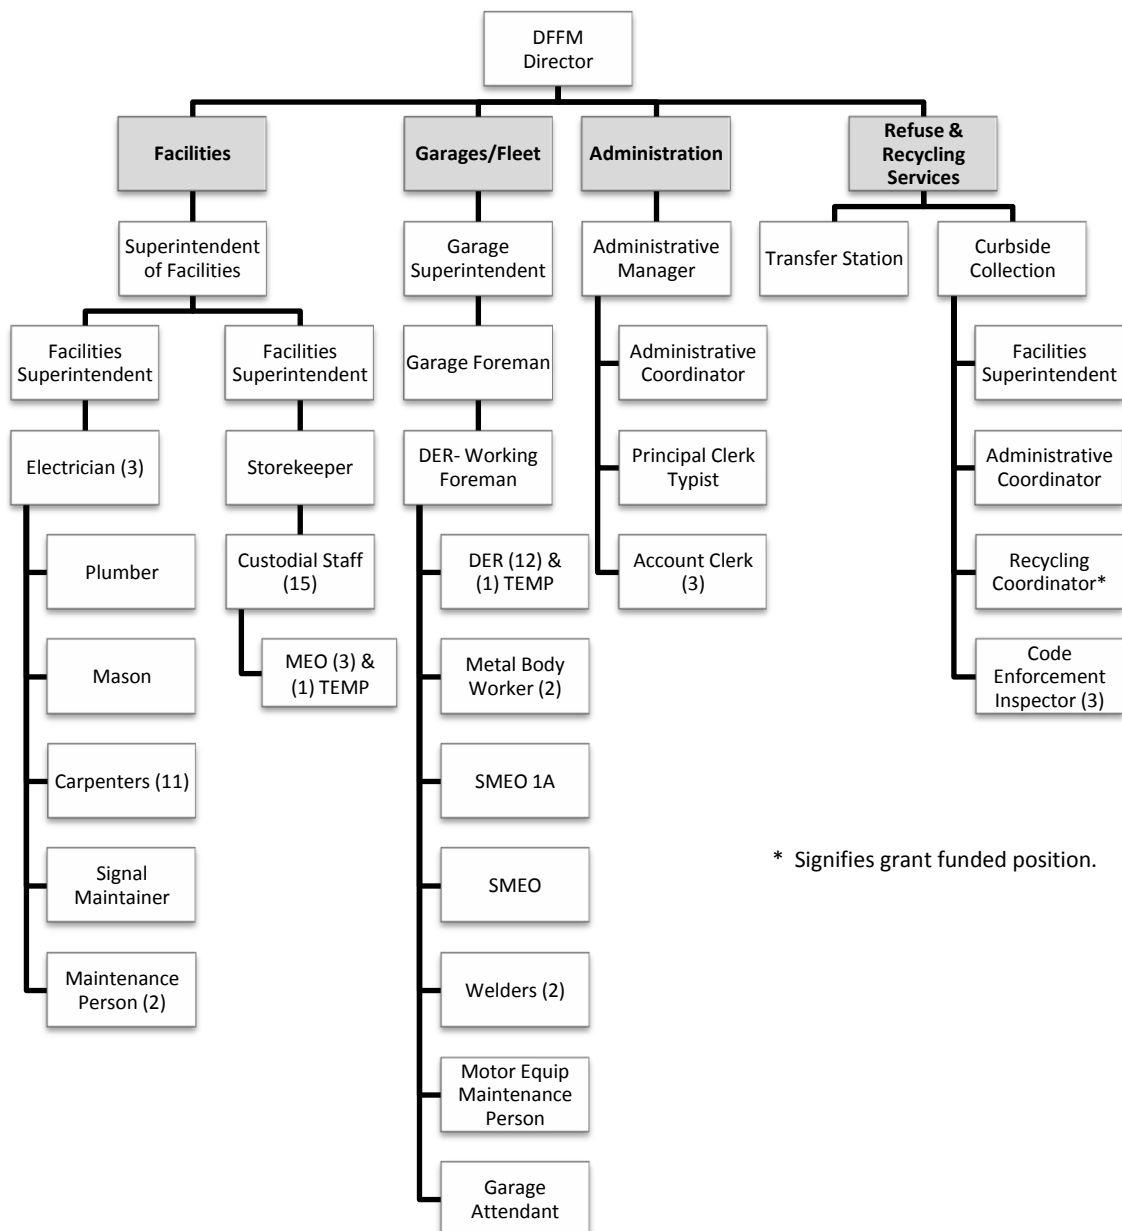 DFFM
Director
Facilities
Garages/Fleet
Administration
Refuse &
Recycling
Services
Superintendent
of Facilities
Garage
Superintendent
Administrative
Manager
Transfer Station
Curbside
Collection
Facilities
Superintendent
Facilities
Superintendent
Garage Foreman
Administrative
Coordinator
Facilities
Superintendent
Electrician (3)
Storekeeper
DER- Working
Foreman
Principal Clerk
Typist
Administrative
Coordinator
Plumber
Custodial Staff
(15)
DER (12) &
(1) TEMP
Account Clerk
(3)
Recycling
Coordinator*
Mason
MEO (3) &
(1) TEMP
Metal Body
Worker (2)
Code
Enforcement
Inspector (3)
Carpenters (11)
SMEO 1A
* Signifies grant funded position.
Signal
Maintainer
SMEO
Maintenance
Person (2)
Welders (2)
Motor Equip
Maintenance
Person
Garage
Attendant